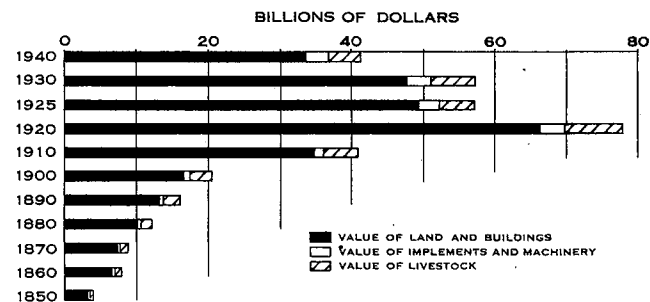 BILLIONS OF DOLLARS
0 20 40 60 80
1940
1930
1925
1920
1910
1900
1890
1880
1870
1860
1850
VALUE OF LAND AND BUILDINGS
VALUE OF IMPLEMENTS AND MACHINERY
VALUE OF LIVESTOCK